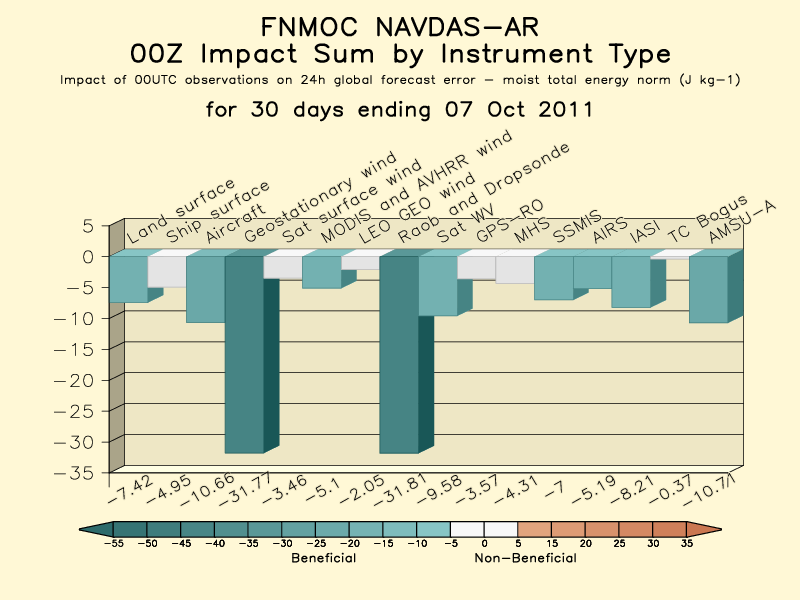 FNMOC NAVDAS-AR
00Z Impact Sum by Instrument Type
Impact of 00UTC observations on 24h global forecast error - moist total energy norm (J kg-1)
for 30 days ending 07 Oct 2011
Land surface
Ship surface
Aircraft
Geostationary wind
Sat surface wind
MODIS and AVHRR wind
LEO GEO wind
Raob and Dropsonde
Sat WV
GPS-RO
MHS
SSMIS
AIRS
IASI
TC Bogus
AMSU-A
5
0
-5
-10
-15
-20
-25
-30
-35
-7.42
-4.95
-10.66
-31.77
-3.46
-5.1
-2.05
-31.81
-9.58
-3.57
-4.31
-7
-5.19
-8.21
-0.37
-10.71
-55 -50 -45 -40 -35 -30 -25 -20 -15 -10 -5 0 5 15 20 25 30 35
Beneficial Non-Beneficial